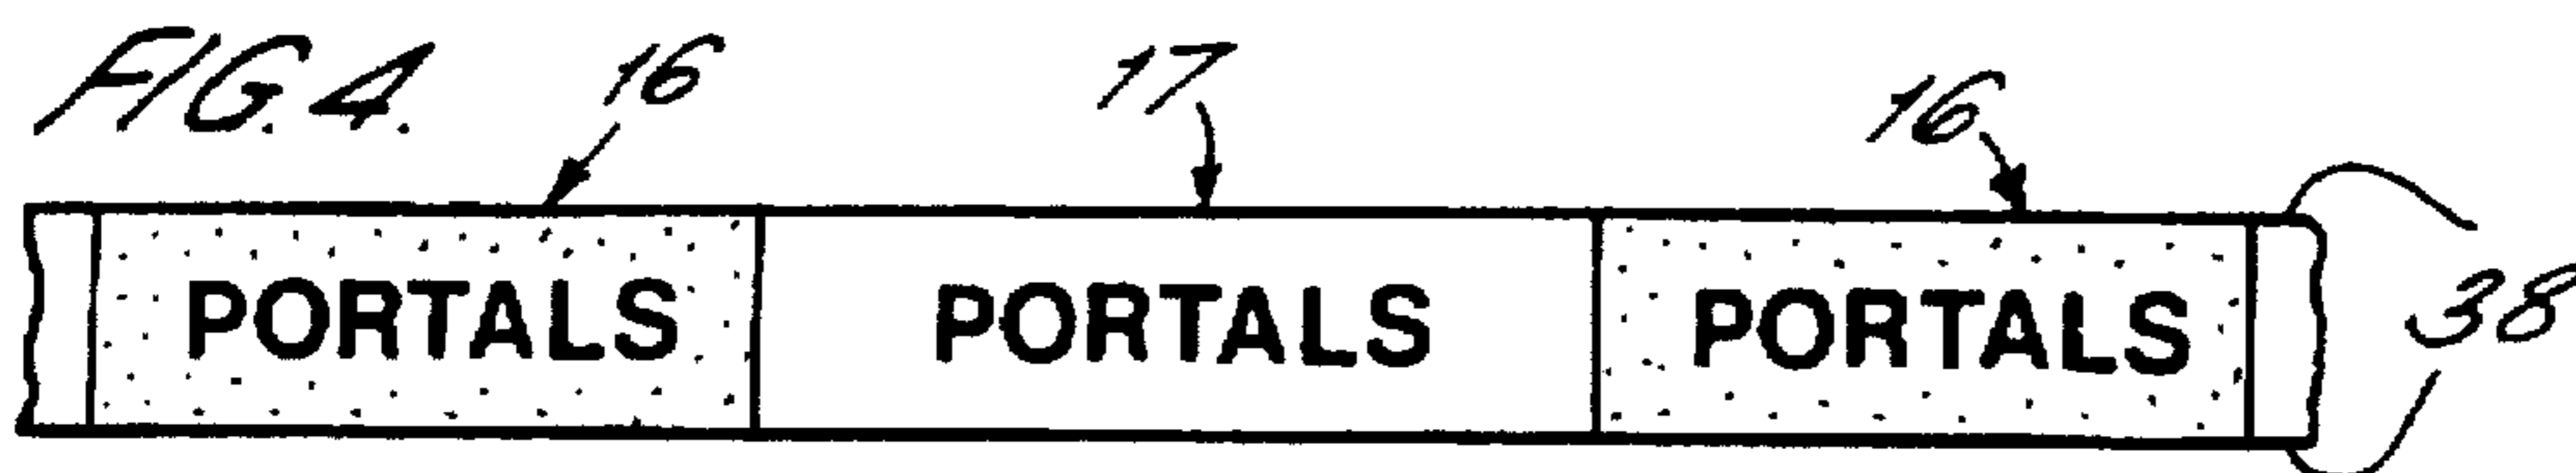 FIG. 4.
16
17
16
PORTALS
PORTALS
PORTALS
38